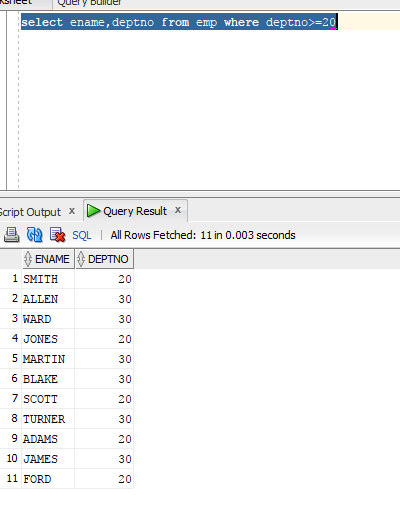 Query Builder
select ename,deptno from emp where deptno>=20
Script Output x Query Result x
SQL | All Rows Fetched: 11 in 0.003 seconds
ENAME DEPTNO
1 SMITH 20
2 ALLEN 30
3 WARD 30
4 JONES 20
5 MARTIN 30
6 BLAKE 30
7 SCOTT 20
8 TURNER 30
9 ADAMS 20
10 JAMES 30
11 FORD 20